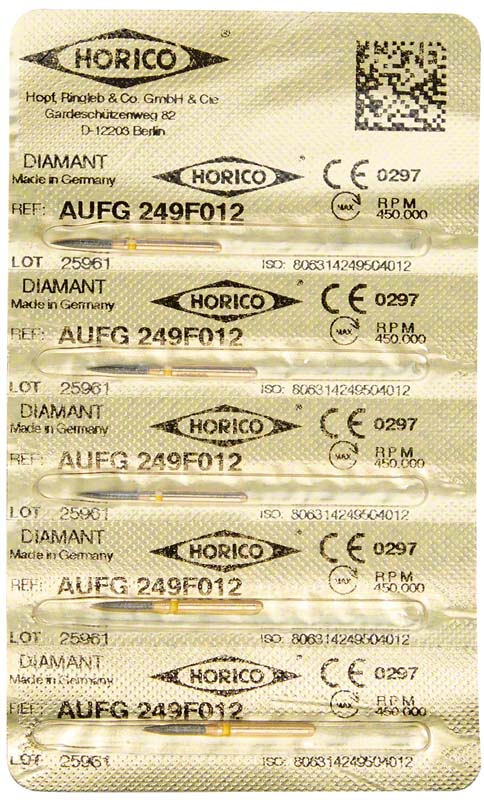 HORICO ®
Hopf, Ringleb & Co. GmbH & Cie
Gardeschützenweg 82
D-12203 Berlin
DIAMANT
Made in Germany
HORICO ®
CE 0297
REF: AUFG 249F012
MAX
RPM
450.000
LOT 25961
ISO: 806314249504012
DIAMANT
Made in Germany
HORICO ®
CE 0297
REF: AUFG 249F012
MAX
RPM
450.000
LOT 25961
ISO: 806314249504012
DIAMANT
Made in Germany
HORICO ®
CE 0297
REF: AUFG 249F012
MAX
RPM
450.000
LOT 25961
ISO: 806314249504012
DIAMANT
Made in Germany
HORICO ®
CE 0297
REF: AUFG 249F012
MAX
RPM
450.000
LOT 25961
ISO: 806314249504012
DIAMANT
Made in Germany
HORICO ®
CE 0297
REF: AUFG 249F012
MAX
RPM
450.000
LOT 25961
ISO: 806314249504012